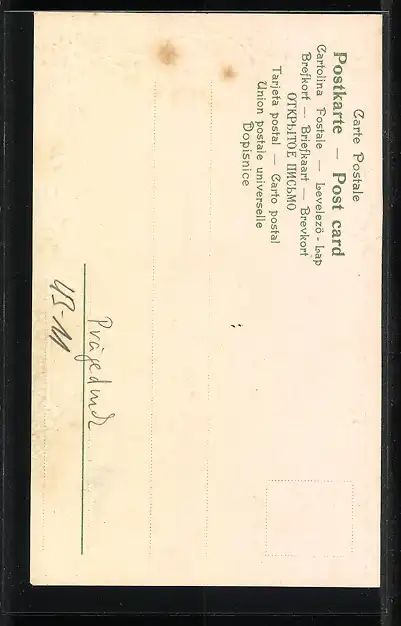 Carte Postale
Postkarte — Post card
Cartolina Postale — Levelező-Lap
Brefkort — Briefkaart — Brevkort
ОТКРЫТОЕ ПИСЬМО
Tarjeta postal — Carto postal
Union postale universelle
Dopisnice
Prägedruck